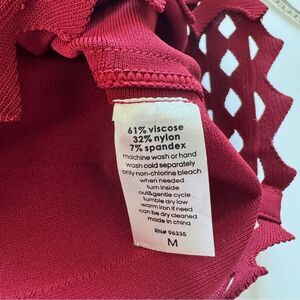 61% viscose
32% nylon
7% spandex
machine wash or hand
wash cold separately
only non-chlorine bleach
when needed
turn inside
out&gentle cycle
tumble dry low
warm iron if need
can be dry cleaned
made in china
RN# 96335
M